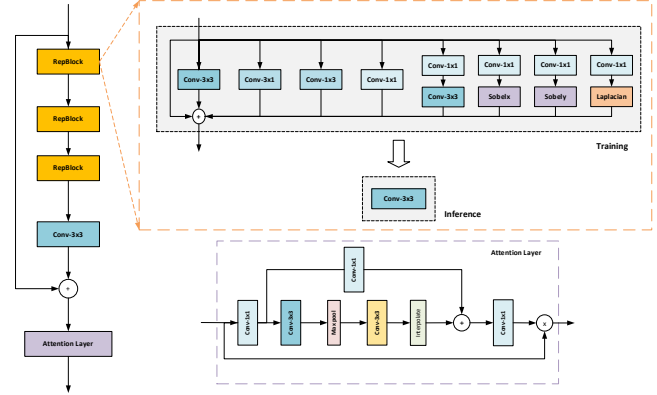 RepBlock
RepBlock
RepBlock
Conv-3x3
+
Attention Layer
Conv-1x1
Conv-1x1
Conv-1x1
Conv-1x1
Conv-3x3
Conv-3x1
Conv-1x3
Conv-1x1
Conv-3x3
Sobelx
Sobely
Laplacian
+
Training
Conv-3x3
Inference
Attention Layer
Conv-1x1
Conv-1x1
Conv-3x3
Maxpool
Conv-3x3
Interpolate
+
Conv-1x1
x